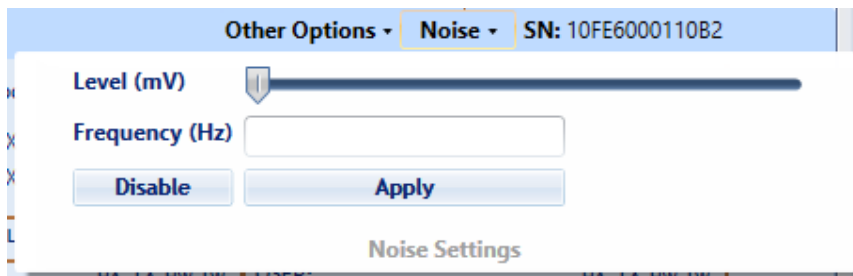 Other Options Noise SN: 10FE6000110B2
Level (mV)
Frequency (Hz)
Disable Apply
Noise Settings